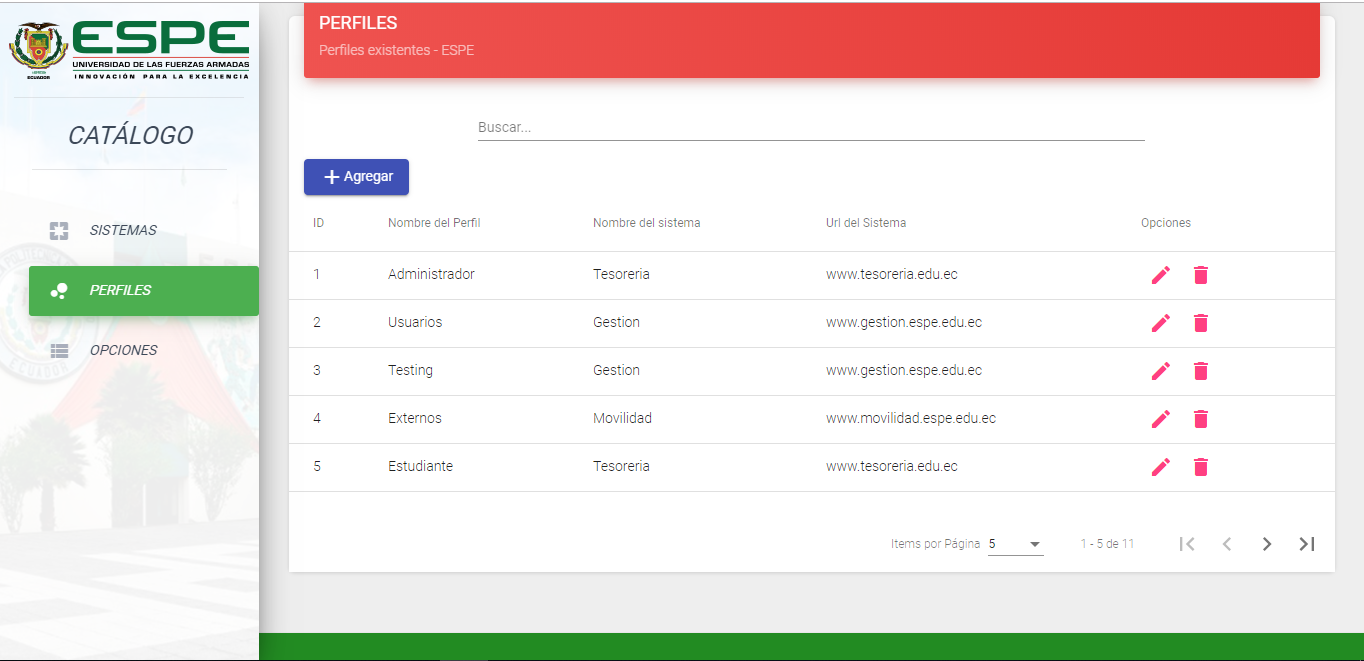 ESPE
UNIVERSIDAD DE LAS FUERZAS ARMADAS
INNOVACIÓN PARA LA EXCELENCIA
ECUADOR
CATÁLOGO
SISTEMAS
PERFILES
OPCIONES
PERFILES
Perfiles existentes - ESPE
Buscar...
Agregar
ID Nombre del Perfil Nombre del sistema Url del Sistema Opciones
1 Administrador Tesoreria www.tesoreria.edu.ec
2 Usuarios Gestion www.gestion.espe.edu.ec
3 Testing Gestion www.gestion.espe.edu.ec
4 Externos Movilidad www.movilidad.espe.edu.ec
5 Estudiante Tesoreria www.tesoreria.edu.ec
Items por Página 5 1 - 5 de 11